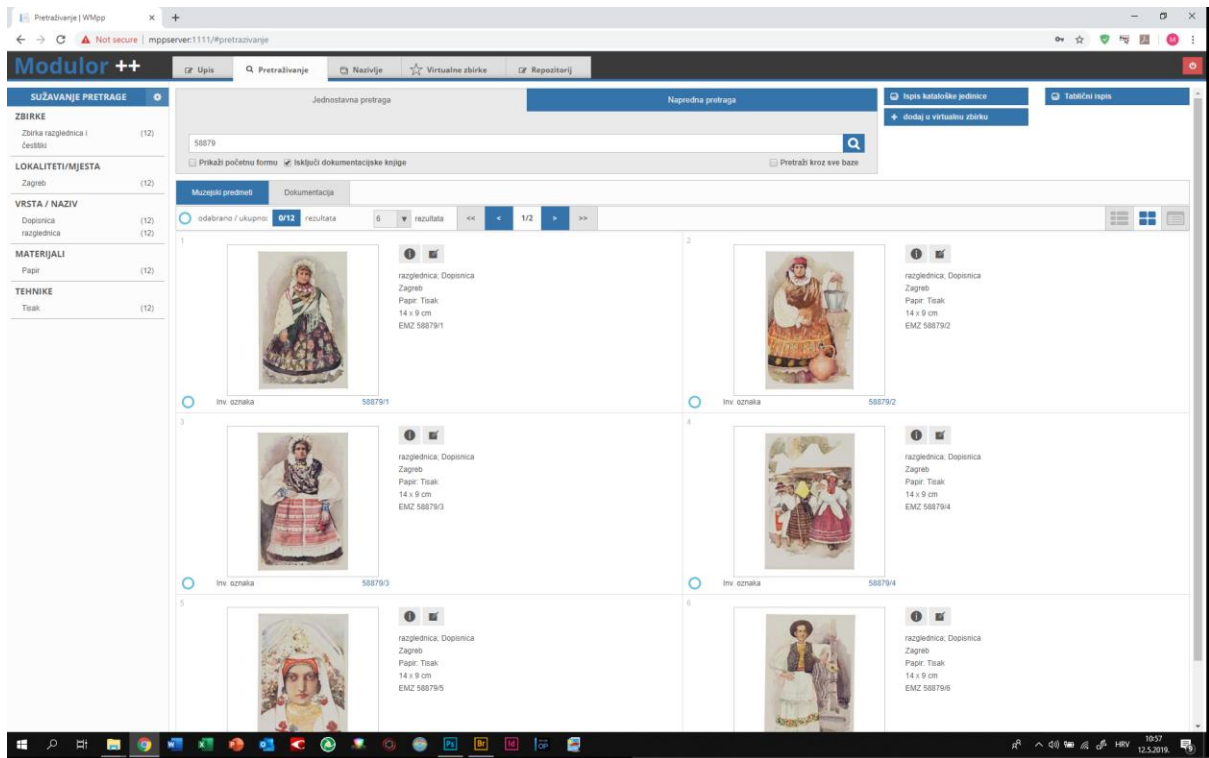 Pretraživanje | WMpp
Not secure | mppserver:1111/#pretrazivanje
Modulor ++
Upis
Pretraživanje
Nazivlje
Virtualne zbirke
Repozitorij
SUŽAVANJE PRETRAGE
ZBIRKE
Zbirka razglednica i (12)
čestitki
LOKALITETI/MJESTA
Zagreb (12)
VRSTA / NAZIV
Dopisnica (12)
razglednica (12)
MATERIJALI
Papir (12)
TEHNIKE
Tisak (12)
Jednostavna pretraga
Napredna pretraga
58879
Prikaži početnu formu
Isključi dokumentacijske knjige
Pretraži kroz sve baze
Ispis kataloške jedinice
Tablični ispis
+ dodaj u virtualnu zbirku
Muzejski predmeti
Dokumentacija
odabrano / ukupno: 0/12 rezultata
6 rezultata
<< < 1/2 > >>
1
razglednica; Dopisnica
Zagreb
Papir: Tisak
14 x 9 cm
EMZ 58879/1
Inv. oznaka 58879/1
2
razglednica; Dopisnica
Zagreb
Papir: Tisak
14 x 9 cm
EMZ 58879/2
Inv. oznaka 58879/2
3
razglednica; Dopisnica
Zagreb
Papir: Tisak
14 x 9 cm
EMZ 58879/3
Inv. oznaka 58879/3
4
razglednica; Dopisnica
Zagreb
Papir: Tisak
14 x 9 cm
EMZ 58879/4
Inv. oznaka 58879/4
5
razglednica; Dopisnica
Zagreb
Papir: Tisak
14 x 9 cm
EMZ 58879/5
6
razglednica; Dopisnica
Zagreb
Papir: Tisak
14 x 9 cm
EMZ 58879/6
Ps
Br
Id
HRV
10:57
12.5.2019.